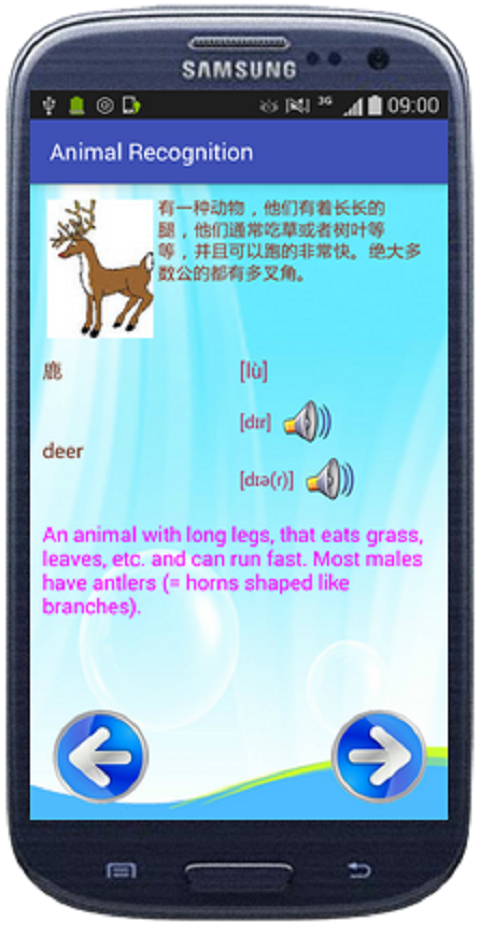 SAMSUNG
3G 09:00
Animal Recognition
有一种动物，他们有着长长的
腿，他们通常吃草或者树叶等
等，并且可以跑的非常快。绝大多
数公的都有多叉角。
鹿 [lù]
[dɪr]
deer
[dɪə(r)]
An animal with long legs, that eats grass,
leaves, etc. and can run fast. Most males
have antlers (= horns shaped like
branches).